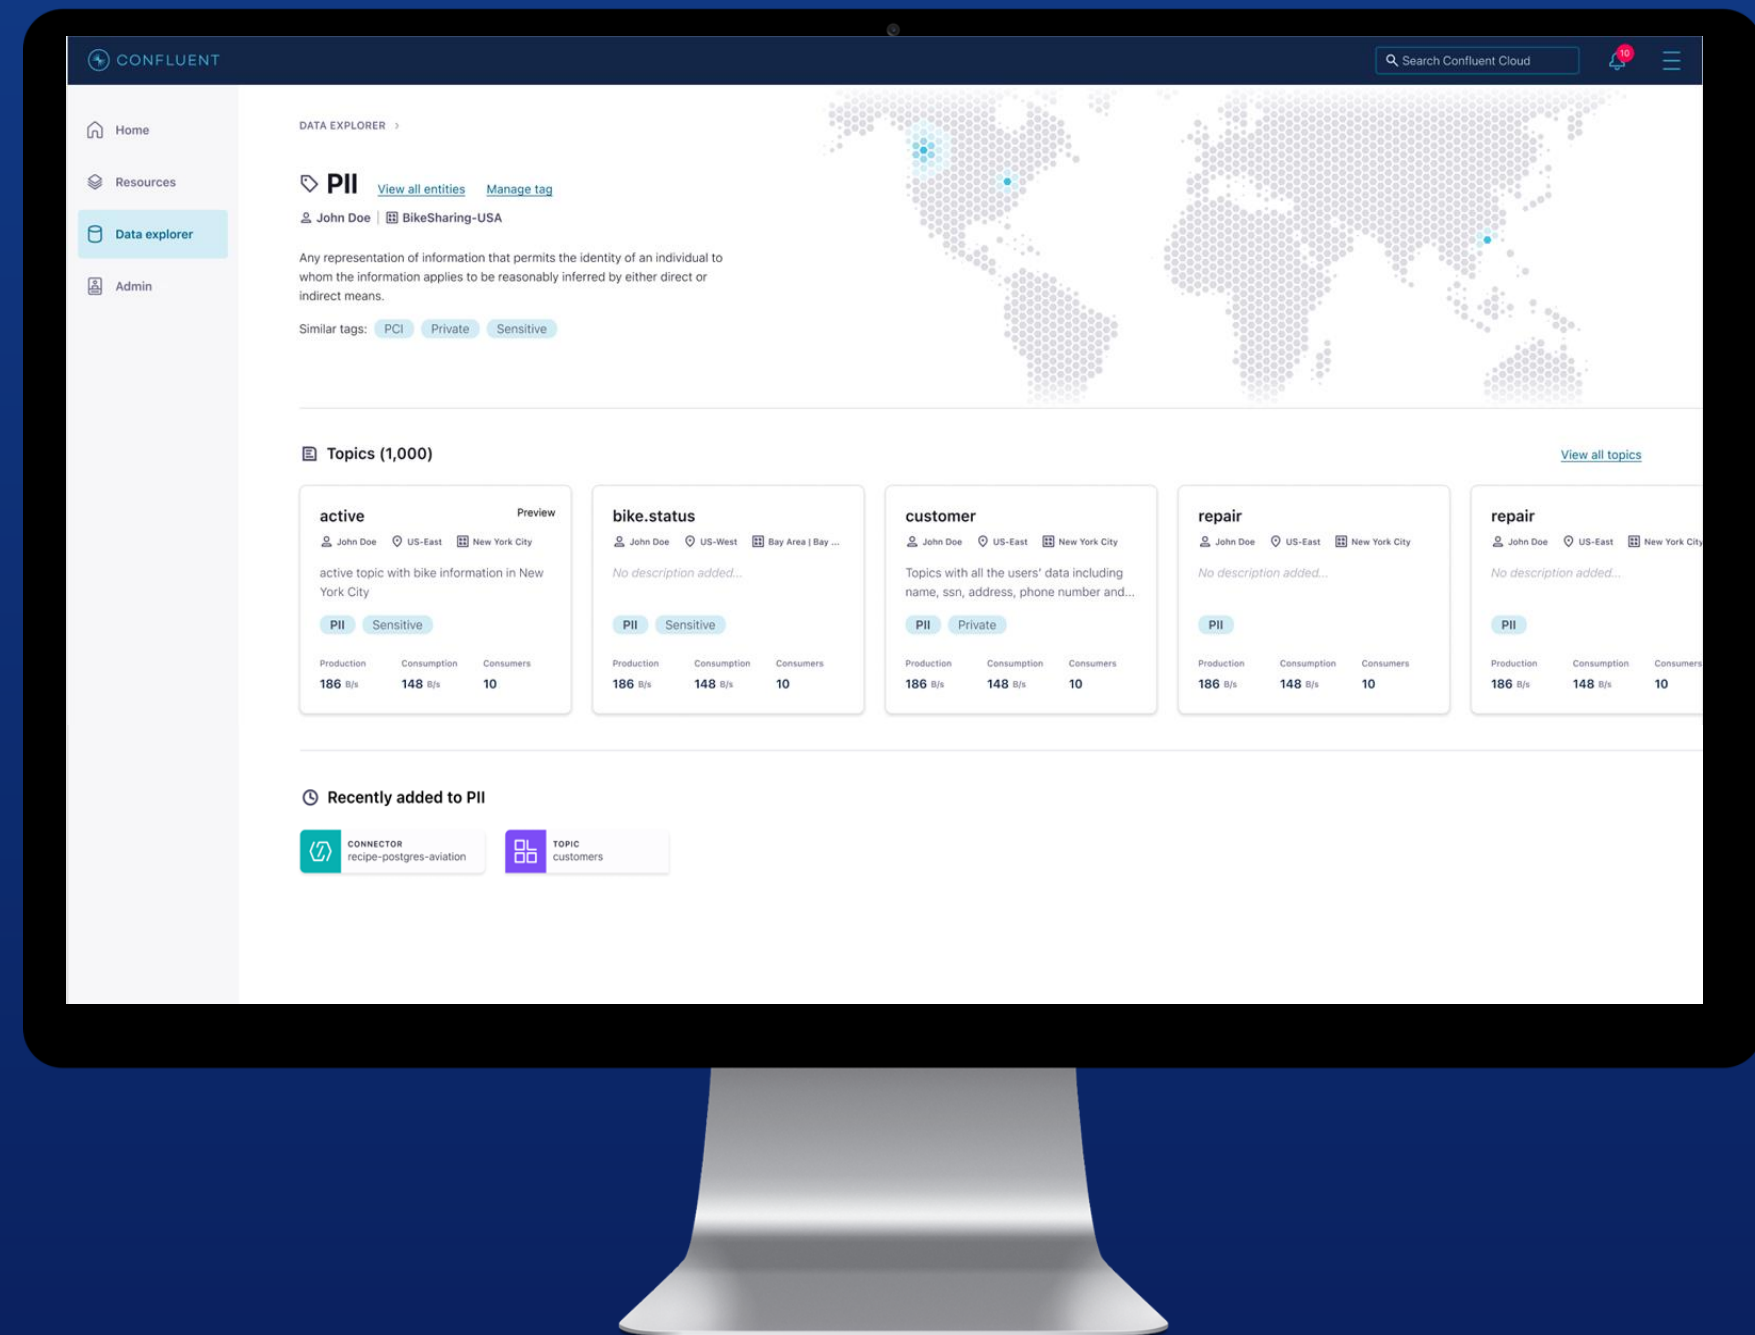 CONFLUENT
Search Confluent Cloud
10
Home
Resources
Data explorer
Admin
DATA EXPLORER >
PII View all entities Manage tag
John Doe | BikeSharing-USA
Any representation of information that permits the identity of an individual to
whom the information applies to be reasonably inferred by either direct or
indirect means.
Similar tags: PCI Private Sensitive
Topics (1,000)
View all topics
active Preview
John Doe US-East New York City
active topic with bike information in New
York City
PII Sensitive
Production Consumption Consumers
186 B/s 148 B/s 10
bike.status
John Doe US-West Bay Area | Bay ...
No description added...
PII Sensitive
Production Consumption Consumers
186 B/s 148 B/s 10
customer
John Doe US-East New York City
Topics with all the users' data including
name, ssn, address, phone number and...
PII Private
Production Consumption Consumers
186 B/s 148 B/s 10
repair
John Doe US-East New York City
No description added...
PII
Production Consumption Consumers
186 B/s 148 B/s 10
repair
John Doe US-East New York City
No description added...
PII
Production Consumption Consumers
186 B/s 148 B/s 10
Recently added to PII
CONNECTOR
recipe-postgres-aviation
TOPIC
customers